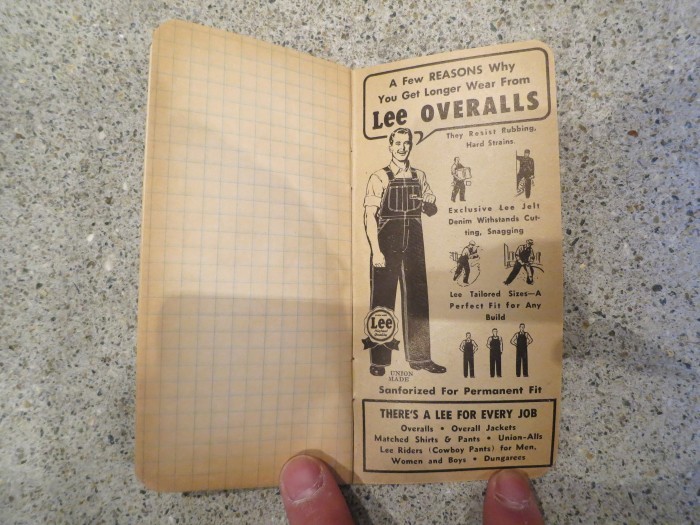 A Few REASONS Why
You Get Longer Wear From
Lee OVERALLS
They Resist Rubbing,
Hard Strains
Exclusive Lee Jelt
Denim Withstands Cut-
ting, Snagging
Lee Tailored Sizes—A
Perfect Fit for Any
Build
Lee
UNION
MADE
Sanforized For Permanent Fit
THERE'S A LEE FOR EVERY JOB
Overalls • Overall Jackets
Matched Shirts & Pants • Union-Alls
Lee Riders (Cowboy Pants) for Men,
Women and Boys • Dungarees